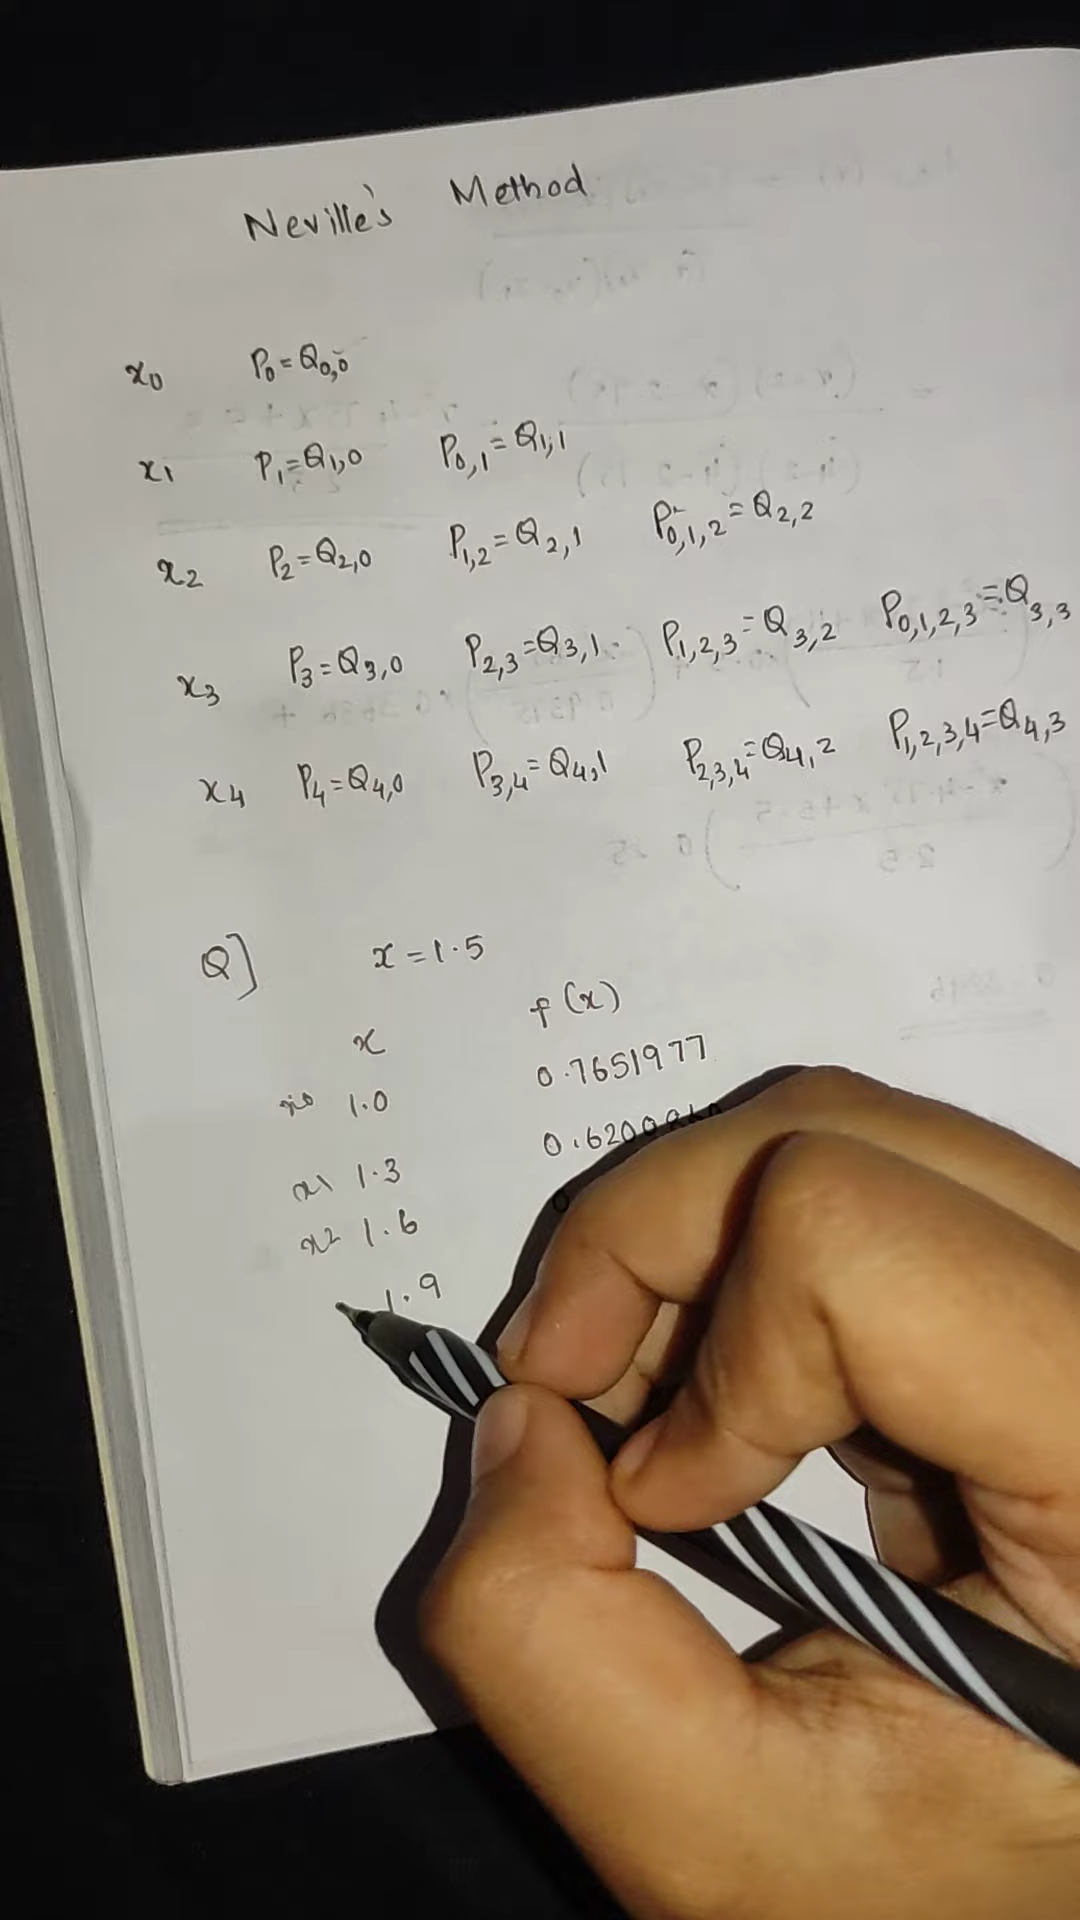 Neville's Method
x0 P0=Q0,0
x1 P1=Q1,0 P0,1=Q1,1
x2 P2=Q2,0 P1,2=Q2,1 P0,1,2=Q2,2
x3 P3=Q3,0 P2,3=Q3,1 P1,2,3=Q3,2 P0,1,2,3=Q3,3
x4 P4=Q4,0 P3,4=Q4,1 P2,3,4=Q4,2 P1,2,3,4=Q4,3
Q] x=1.5
x f(x)
x0 1.0 0.7651977
x1 1.3
x2 1.6
1.9